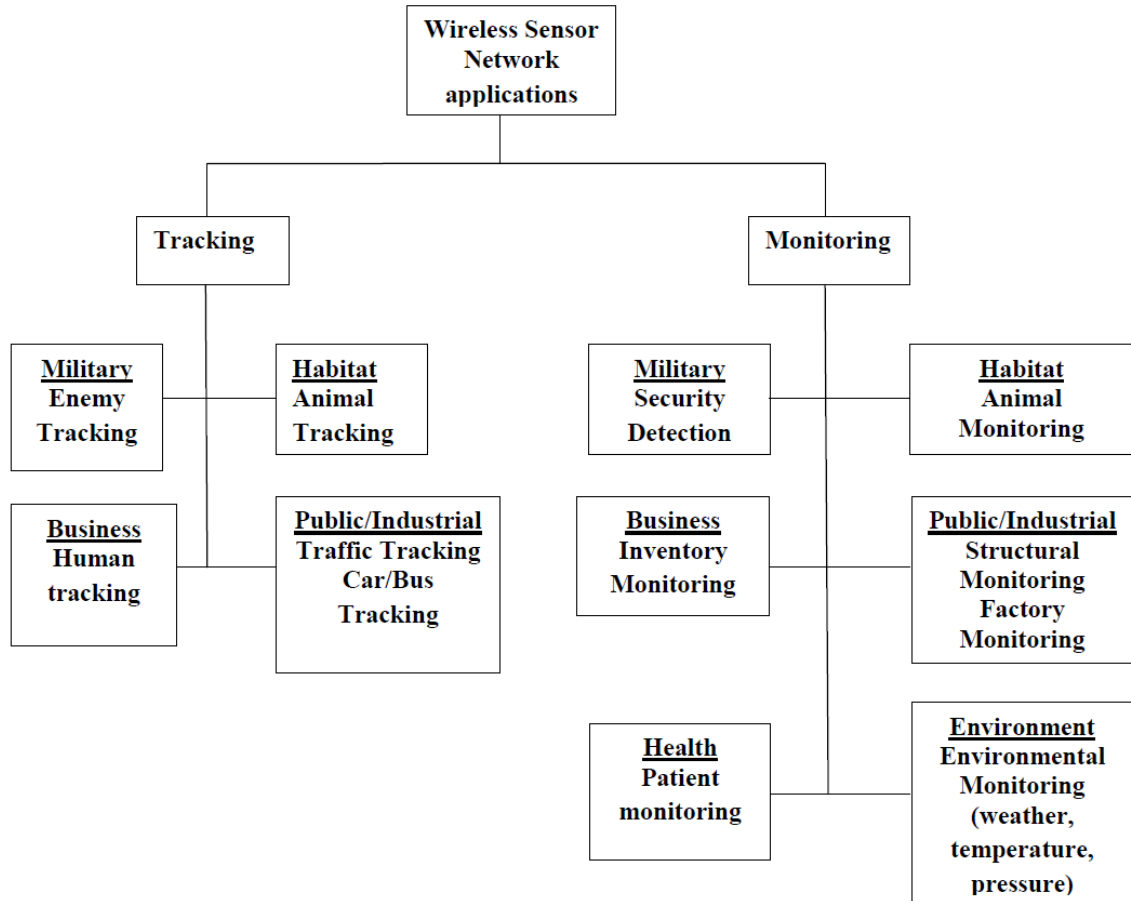 Wireless Sensor
Network
applications
Tracking
Monitoring
Military
Enemy
Tracking
Habitat
Animal
Tracking
Military
Security
Detection
Habitat
Animal
Monitoring
Business
Human
tracking
Public/Industrial
Traffic Tracking
Car/Bus
Tracking
Business
Inventory
Monitoring
Public/Industrial
Structural
Monitoring
Factory
Monitoring
Health
Patient
monitoring
Environment
Environmental
Monitoring
(weather,
temperature,
pressure)